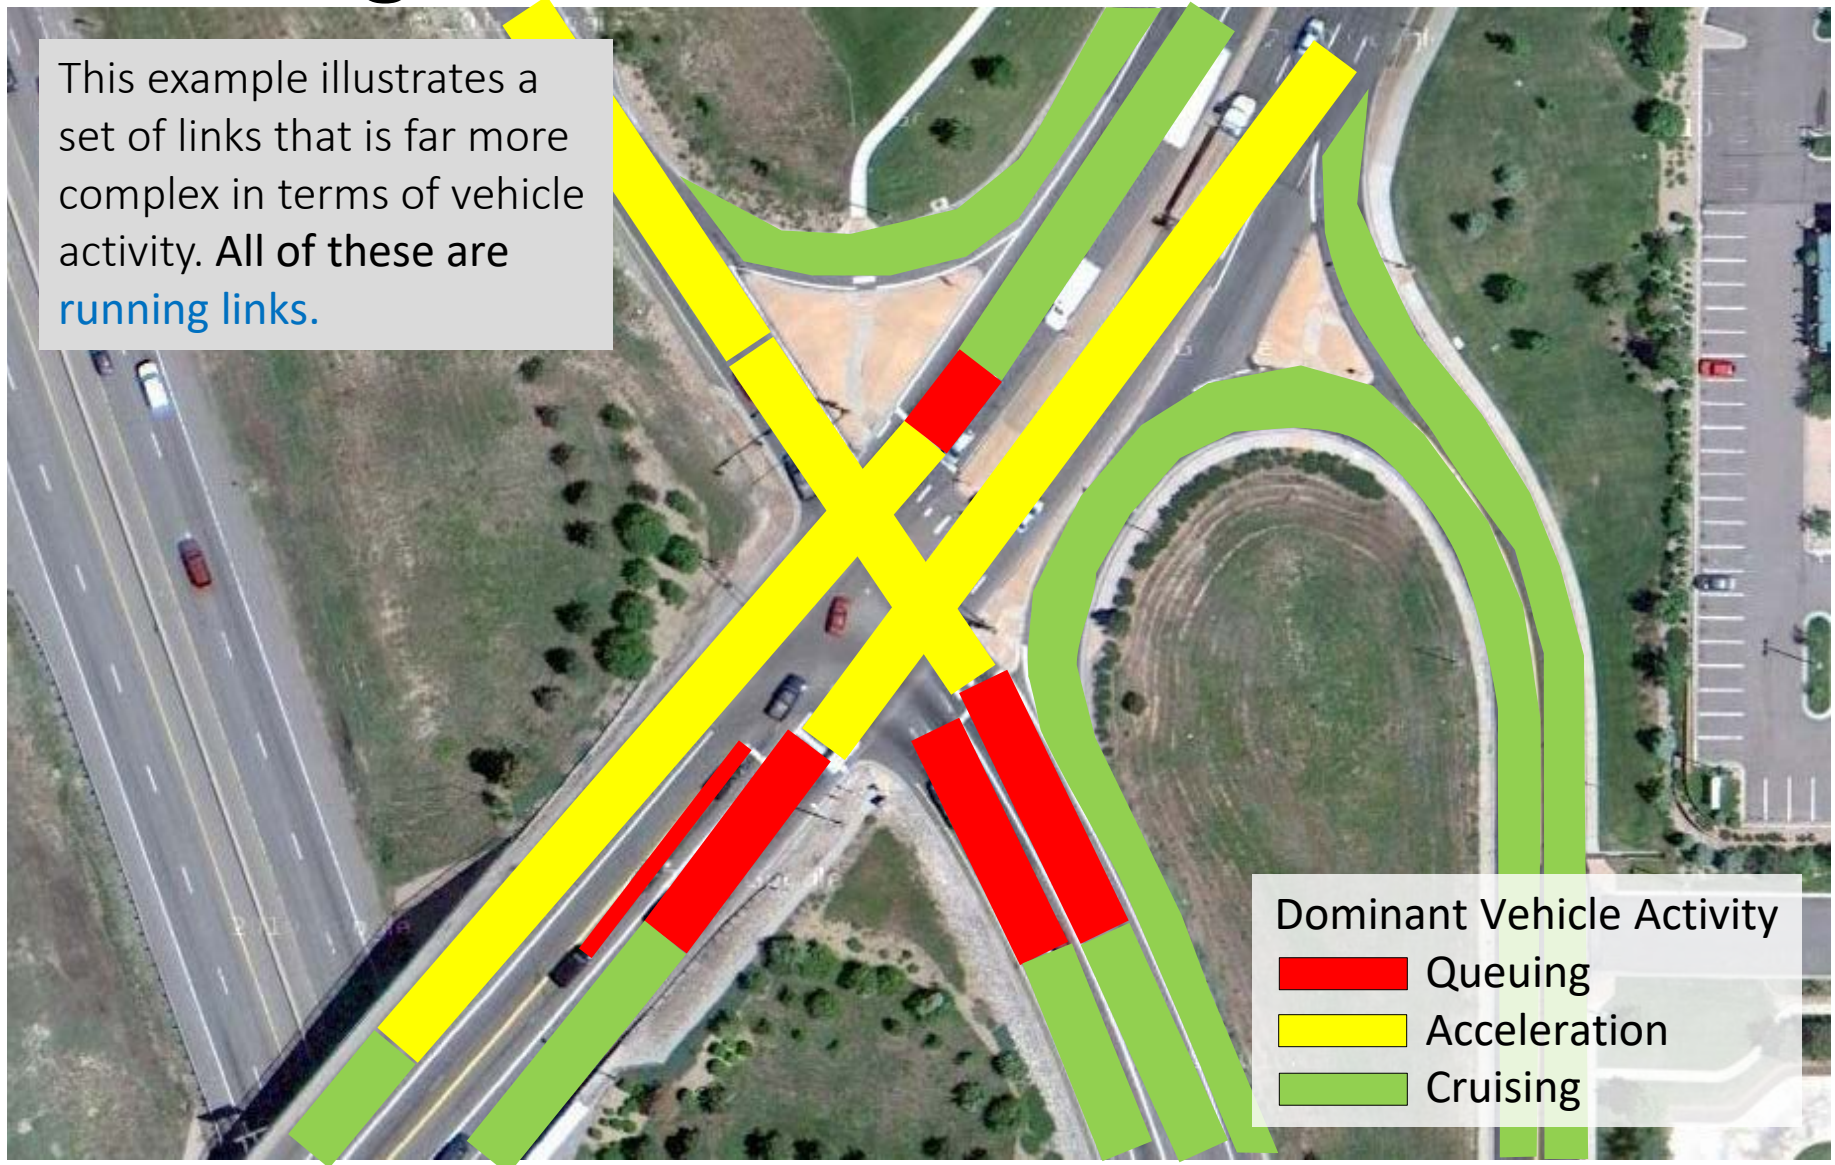 This example illustrates a
set of links that is far more
complex in terms of vehicle
activity. All of these are
running links.
Dominant Vehicle Activity
Queuing
Acceleration
Cruising